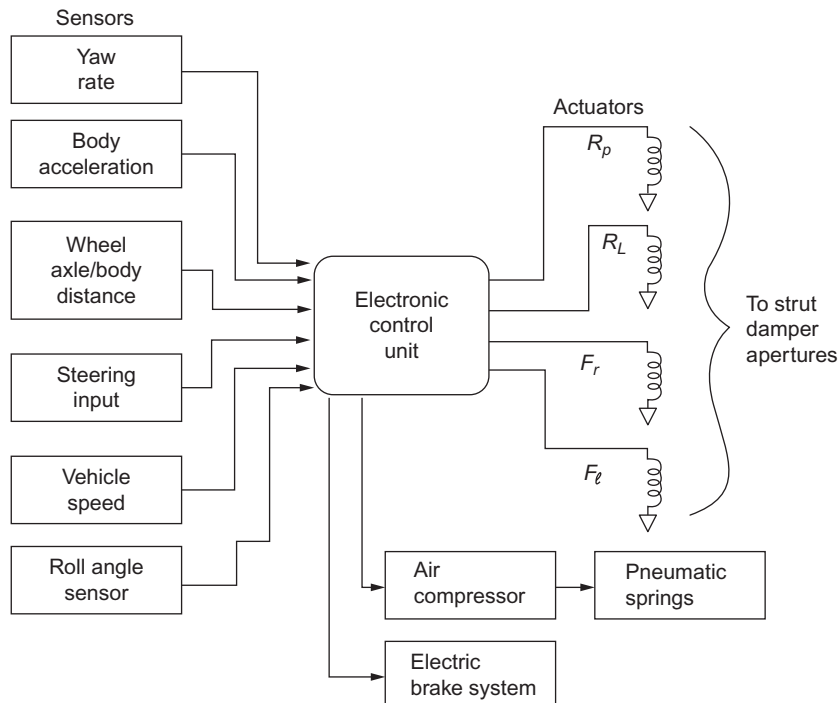 Sensors
Yaw
rate
Body
acceleration
Wheel
axle/body
distance
Steering
input
Vehicle
speed
Roll angle
sensor
Electronic
control
unit
Actuators
Rp
RL
Fr
Fℓ
To strut
damper
apertures
Air
compressor
Pneumatic
springs
Electric
brake system